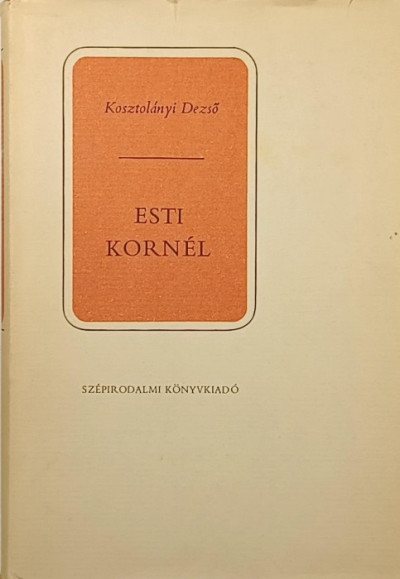 Kosztolányi Dezső
ESTI
KORNÉL
SZÉPIRODALMI KÖNYVKIADÓ